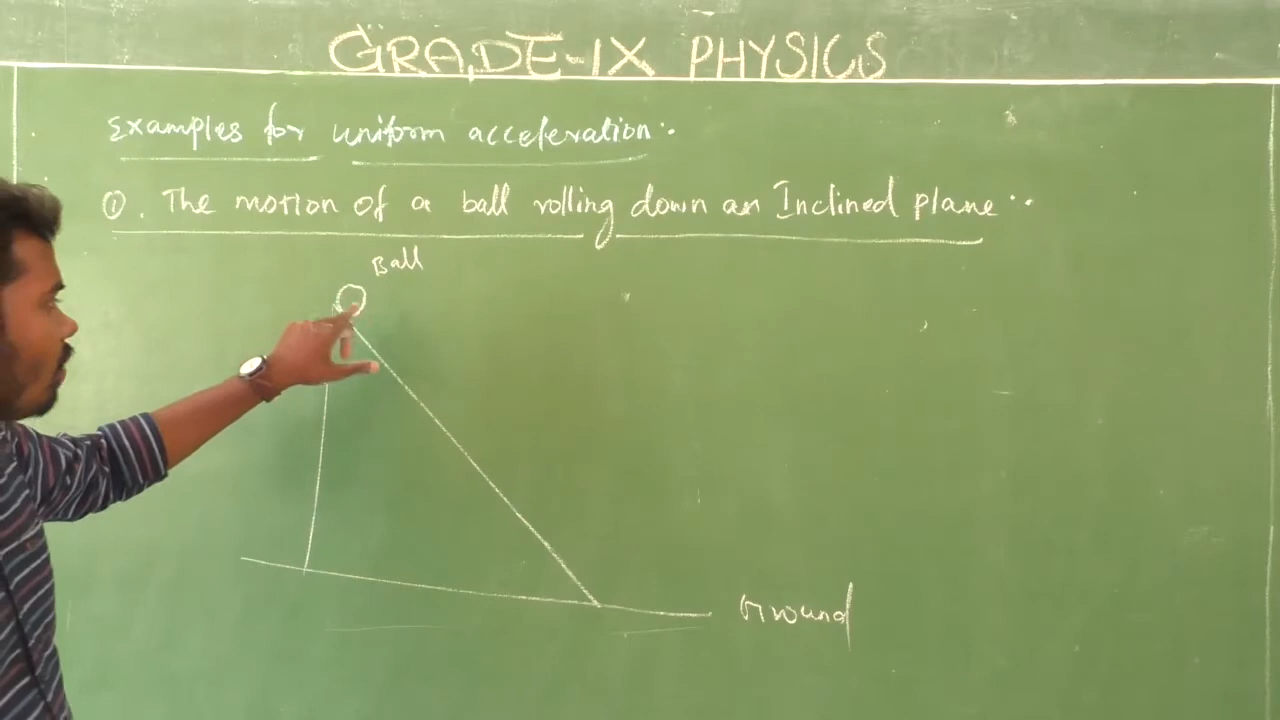 GRADE-IX PHYSICS
Examples for uniform acceleration:
①. The motion of a ball rolling down an Inclined plane:
Ball
Ground